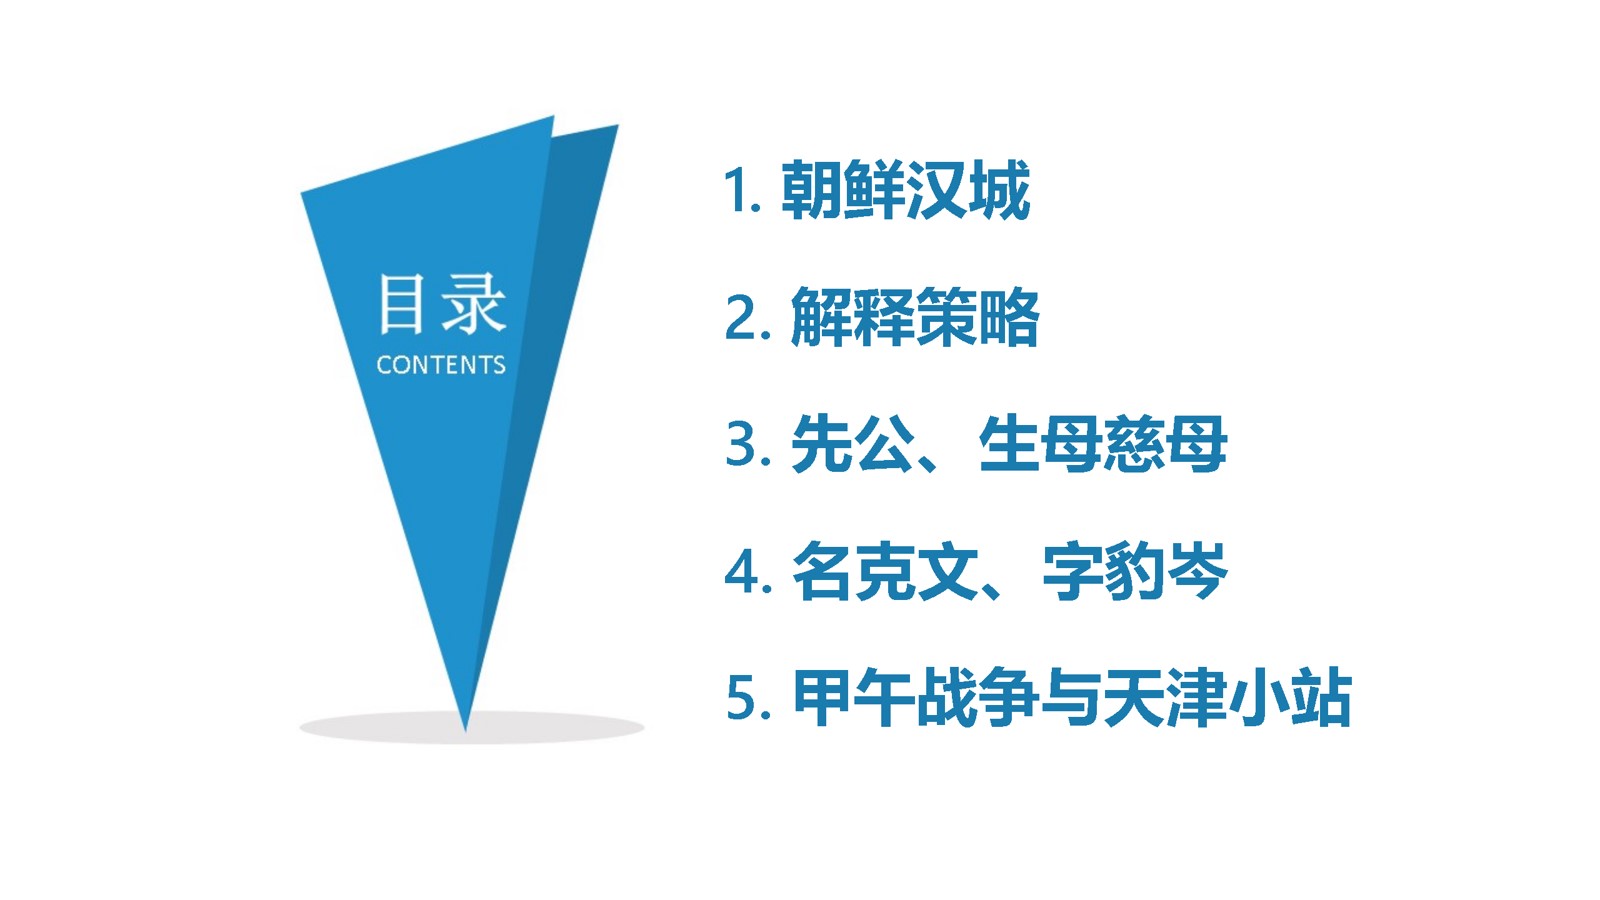 目录
CONTENTS
1. 朝鲜汉城
2. 解释策略
3. 先公、生母慈母
4. 名克文、字豹岑
5. 甲午战争与天津小站